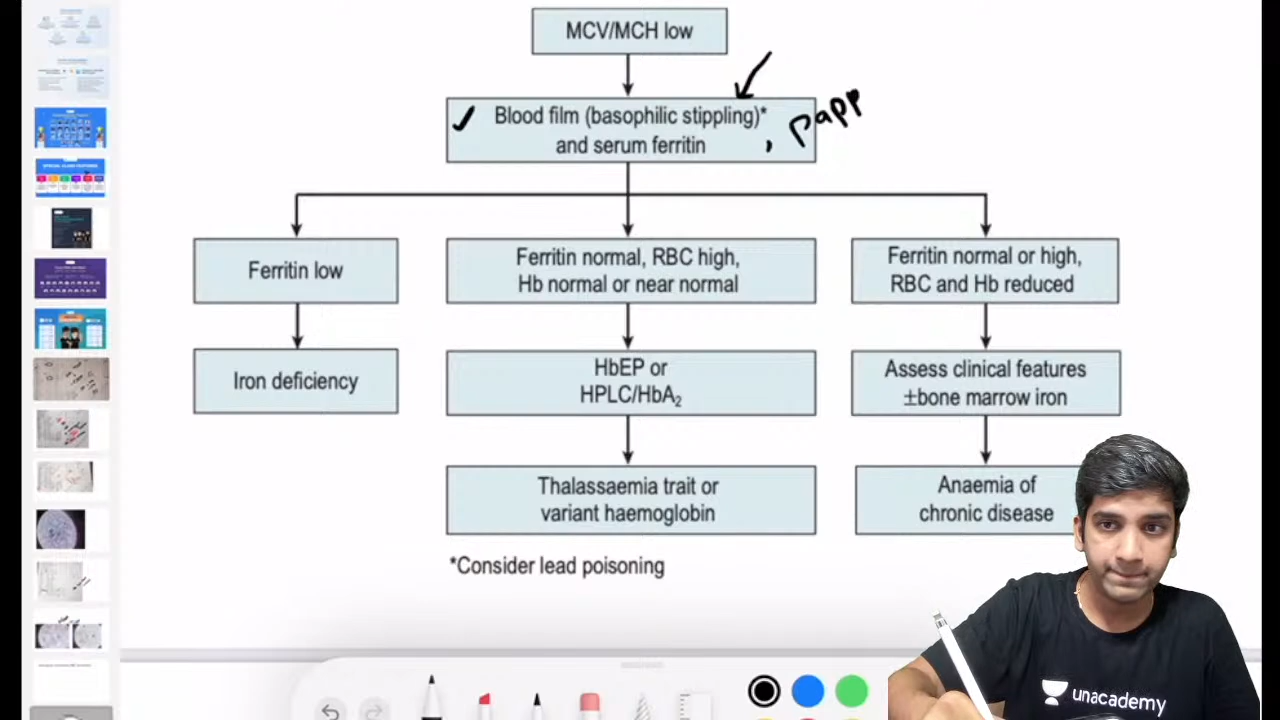 MCV/MCH low
Blood film (basophilic stippling)*
and serum ferritin
, papp
Ferritin low
Ferritin normal, RBC high,
Hb normal or near normal
Ferritin normal or high,
RBC and Hb reduced
Iron deficiency
HbEP or
HPLC/HbA₂
Assess clinical features
±bone marrow iron
Thalassaemia trait or
variant haemoglobin
Anaemia of
chronic disease
*Consider lead poisoning
unacademy